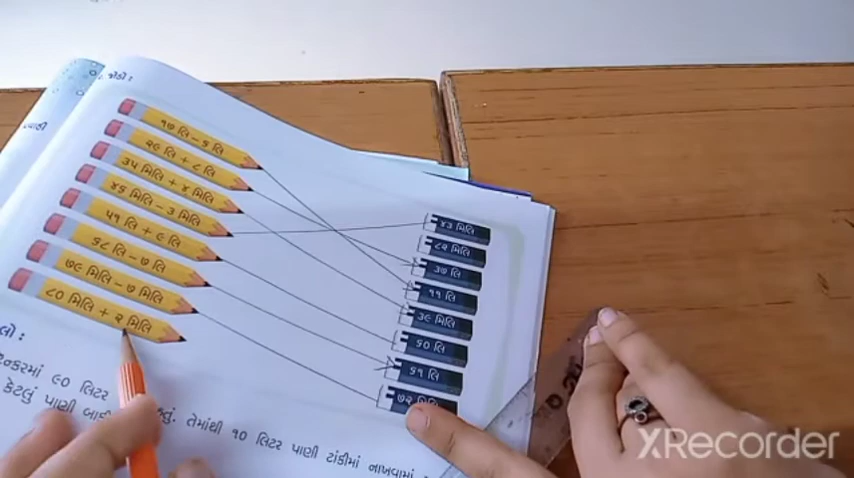 જોડો :
૧૭ લિ – ૬ લિ
૨૯ લિ + ૮ લિ
૩૫ મિલિ + ૪ મિલિ
૪૬ મિલિ – ૩ મિલિ
૫૧ લિ + ૯ લિ
૬૮ લિ – ૭ લિ
૭૯ મિલિ – ૭ મિલિ
૮૦ મિલિ + ૨ મિલિ
૪૩ મિલિ
૮૨ મિલિ
૩૭ લિ
૧૧ લિ
૩૯ મિલિ
૬૦ લિ
૬૧ લિ
૭૨ મિલિ
૯૦ લિટર
કેટલું પાણી તેમાંથી ૧૦ લિટર પાણી ટાંકીમાં નાખવામાં
XRecorder